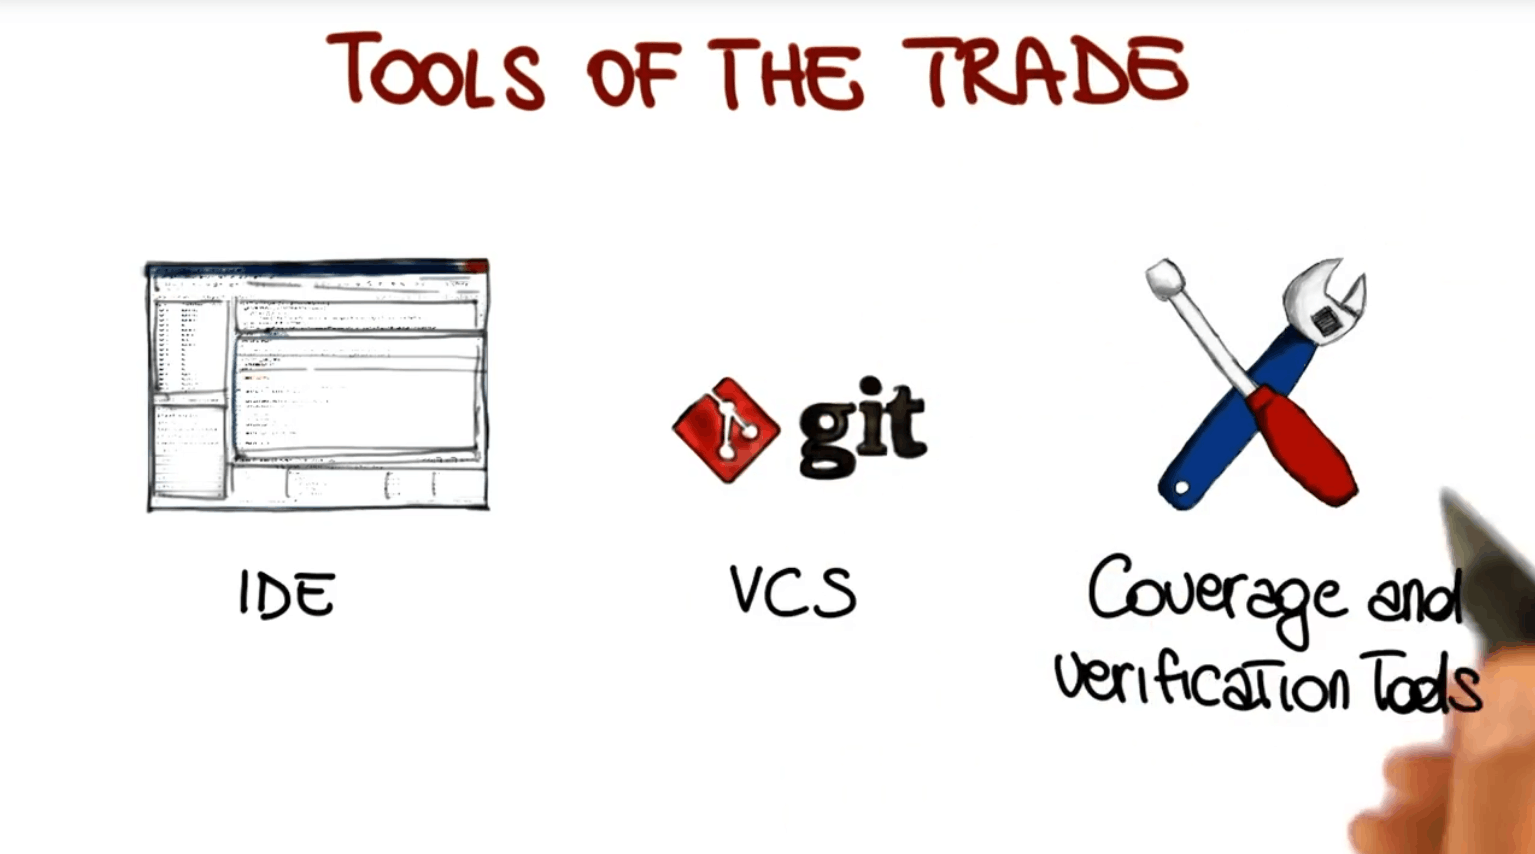 TOOLS OF THE TRADE
git
IDE
VCS
Coverage and
verification Tools